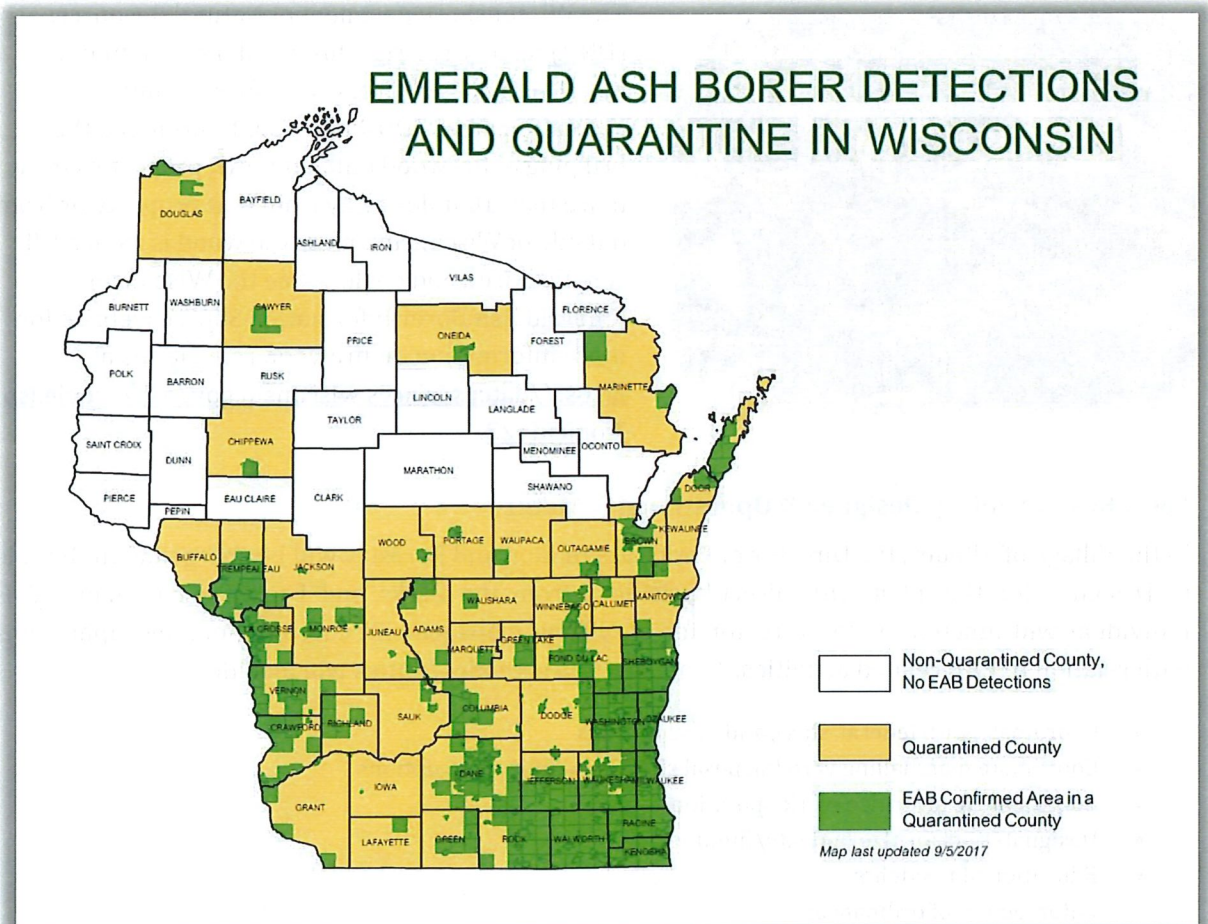 EMERALD ASH BORER DETECTIONS
AND QUARANTINE IN WISCONSIN
DOUGLAS
BAYFIELD
ASHLAND
IRON
VILAS
BURNETT
WASHBURN
SAWYER
PRICE
ONEIDA
FOREST
FLORENCE
POLK
BARRON
RUSK
LINCOLN
LANGLADE
MARINETTE
TAYLOR
CHIPPEWA
SAINT CROIX
DUNN
MARATHON
MENOMINEE
OCONTO
SHAWANO
PIERCE
PEPIN
EAU CLAIRE
CLARK
DOOR
BUFFALO
TREMPEALEAU
JACKSON
WOOD
PORTAGE
WAUPACA
OUTAGAMIE
BROWN
KEWAUNEE
LA CROSSE
MONROE
JUNEAU
ADAMS
WAUSHARA
WINNEBAGO
CALUMET
MANITOWOC
MARQUETTE
GREEN LAKE
FOND DU LAC
SHEBOYGAN
VERNON
CRAWFORD
RICHLAND
SAUK
COLUMBIA
DODGE
WASHINGTON
OZAUKEE
GRANT
IOWA
DANE
JEFFERSON
WAUKESHA
MILWAUKEE
LAFAYETTE
GREEN
ROCK
WALWORTH
RACINE
KENOSHA
Non-Quarantined County,
No EAB Detections
Quarantined County
EAB Confirmed Area in a
Quarantined County
Map last updated 9/5/2017